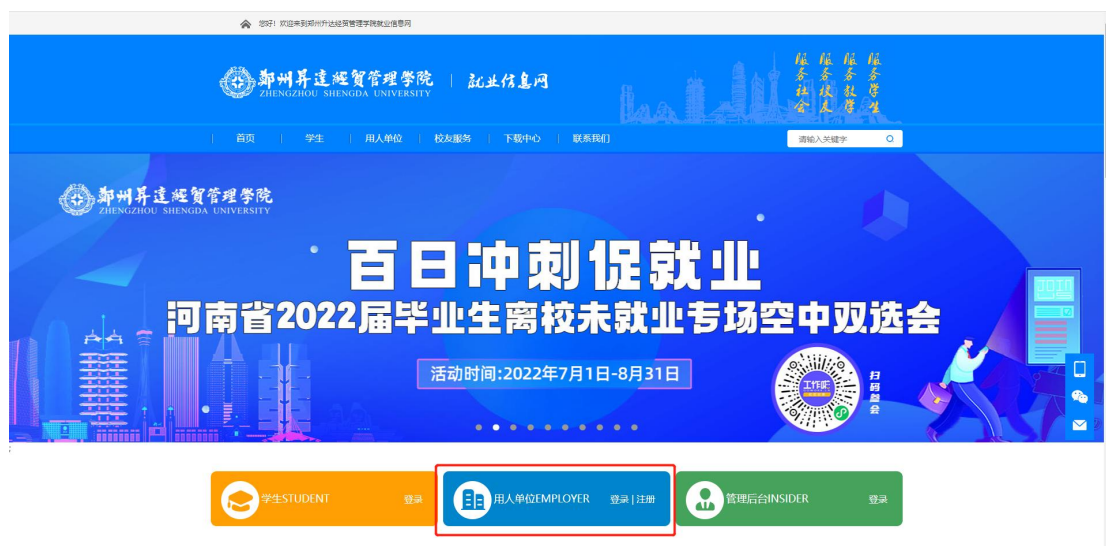 您好！欢迎来到郑州升达经贸管理学院就业信息网
郑州昇達經貿管理学院
ZHENGZHOU SHENGDA UNIVERSITY
就业信息网
服务社会
服务校友
服务教学
服务学生
首页 学生 用人单位 校友服务 下载中心 联系我们
请输入关键字
郑州昇達經貿管理学院
ZHENGZHOU SHENGDA UNIVERSITY
百日冲刺促就业
河南省2022届毕业生离校未就业专场空中双选会
活动时间:2022年7月1日-8月31日
工作啦
扫码参会
学生STUDENT 登录
用人单位EMPLOYER 登录 | 注册
管理后台INSIDER 登录